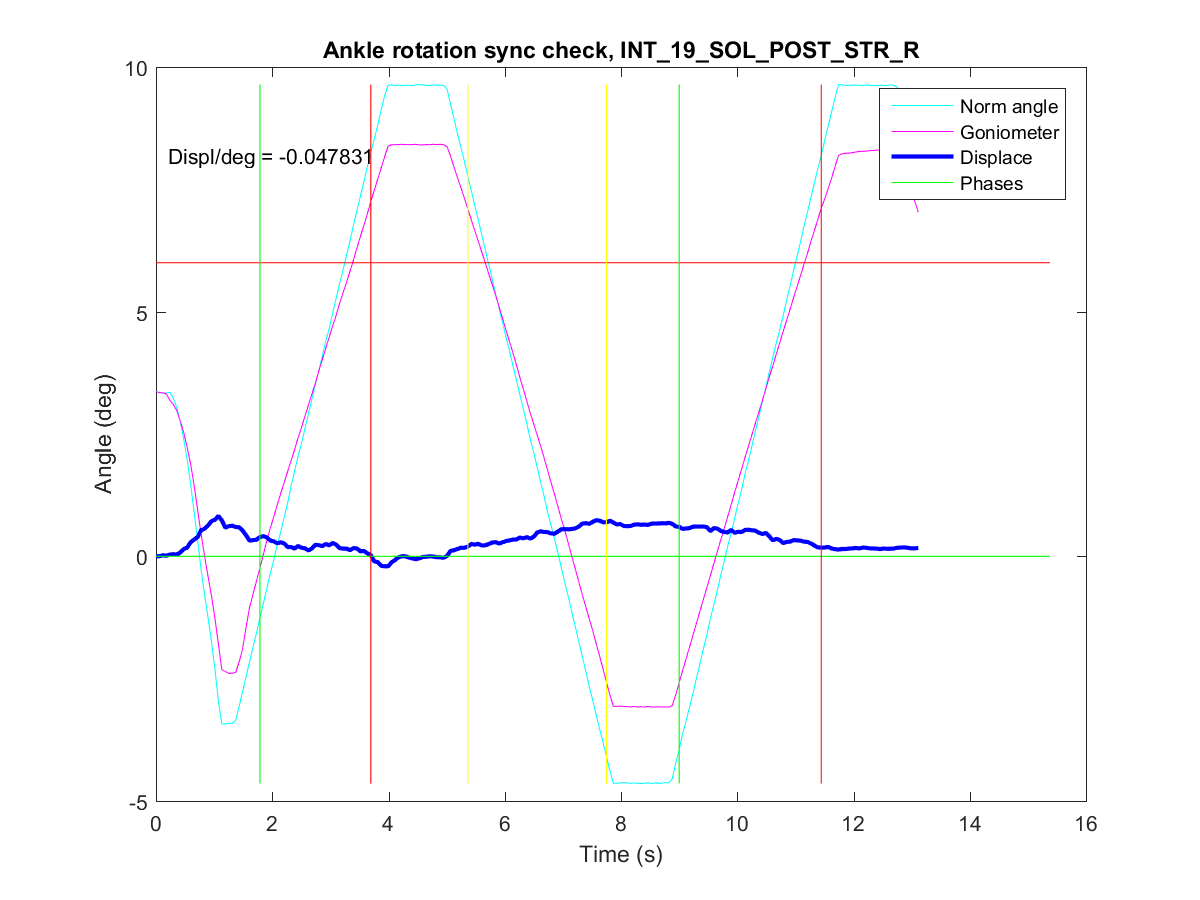 Ankle rotation sync check, INT_19_SOL_POST_STR_R
10
Norm angle
Goniometer
Displace
Phases
Displ/deg = -0.047831
5
Angle (deg)
0
-5
0 2 4 6 8 10 12 14 16
Time (s)